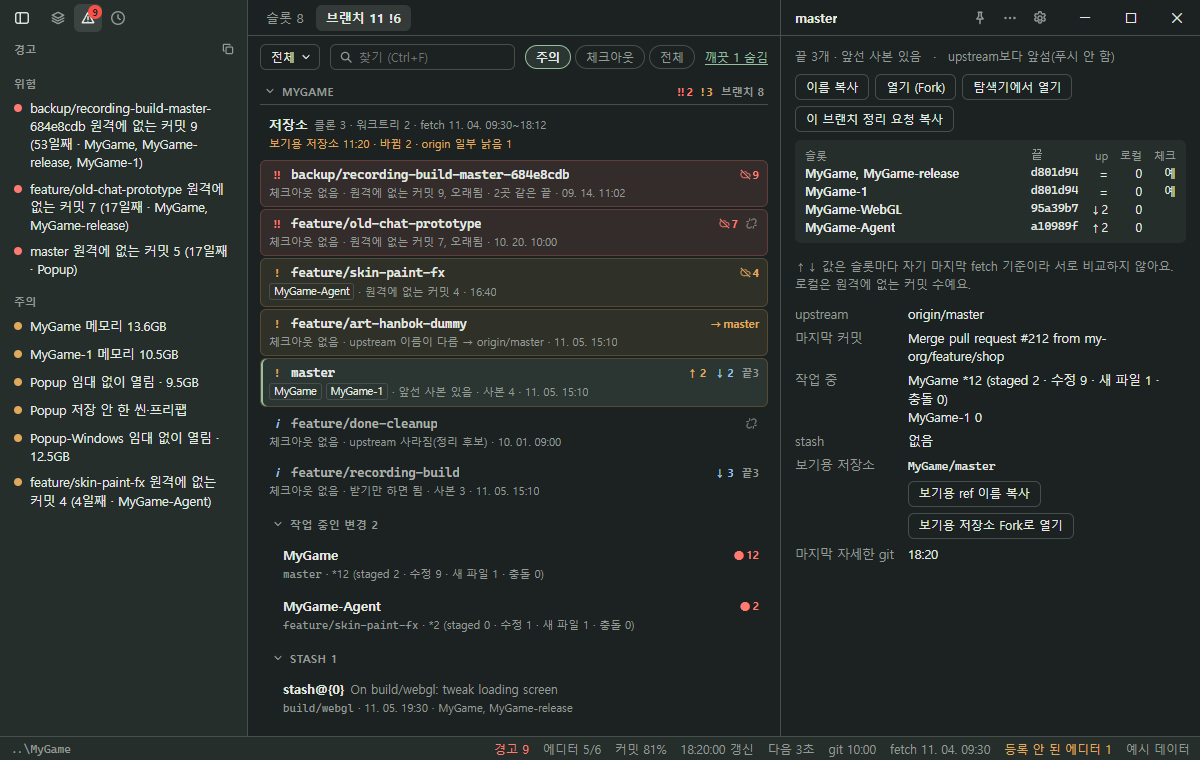 9
경고
위험
backup/recording-build-master-
684e8cdb 원격에 없는 커밋 9
(53일째 · MyGame, MyGame-
release, MyGame-1)
feature/old-chat-prototype 원격에
없는 커밋 7 (17일째 · MyGame,
MyGame-release)
master 원격에 없는 커밋 5 (17일째
· Popup)
주의
MyGame 메모리 13.6GB
MyGame-1 메모리 10.5GB
Popup 임대 없이 열림 · 9.5GB
Popup 저장 안 한 씬·프리팹
Popup-Windows 임대 없이 열림 ·
12.5GB
feature/skin-paint-fx 원격에 없는
커밋 4 (4일째 · MyGame-Agent)
슬롯 8 브랜치 11 !6
전체 찾기 (Ctrl+F) 주의 체크아웃 전체 깨끗 1 숨김
MYGAME !!2 !3 브랜치 8
저장소 클론 3 · 워크트리 2 · fetch 11. 04. 09:30~18:12
보기용 저장소 11:20 · 바뀜 2 · origin 일부 낡음 1
!! backup/recording-build-master-684e8cdb 9
체크아웃 없음 · 원격에 없는 커밋 9, 오래됨 · 2곳 같은 끝 · 09. 14. 11:02
!! feature/old-chat-prototype 7
체크아웃 없음 · 원격에 없는 커밋 7, 오래됨 · 10. 20. 10:00
! feature/skin-paint-fx 4
MyGame-Agent · 원격에 없는 커밋 4 · 16:40
! feature/art-hanbok-dummy →master
체크아웃 없음 · upstream 이름이 다름 → origin/master · 11. 05. 15:10
! master ↑2 ↓2 끝3
MyGame MyGame-1 · 앞선 사본 있음 · 사본 4 · 11. 05. 15:10
i feature/done-cleanup
체크아웃 없음 · upstream 사라짐(정리 후보) · 10. 01. 09:00
i feature/recording-build ↓3 끝3
체크아웃 없음 · 받기만 하면 됨 · 사본 3 · 11. 05. 15:10
작업 중인 변경 2
MyGame 12
master · *12 (staged 2 · 수정 9 · 새 파일 1 · 충돌 0)
MyGame-Agent 2
feature/skin-paint-fx · *2 (staged 0 · 수정 1 · 새 파일 1 · 충돌 0)
STASH 1
stash@{0} On build/webgl: tweak loading screen
build/webgl · 11. 05. 19:30 · MyGame, MyGame-release
master
끝 3개 · 앞선 사본 있음 · upstream보다 앞섬(푸시 안 함)
이름 복사 열기 (Fork) 탐색기에서 열기
이 브랜치 정리 요청 복사
슬롯 끝 up 로컬 체크
MyGame, MyGame-release d801d94 = 0 예
MyGame-1 d801d94 = 0 예
MyGame-WebGL 95a39b7 ↓2 0
MyGame-Agent a10989f ↑2 0
↑↓ 값은 슬롯마다 자기 마지막 fetch 기준이라 서로 비교하지 않아요.
로컬은 원격에 없는 커밋 수예요.
upstream origin/master
마지막 커밋 Merge pull request #212 from my-
org/feature/shop
작업 중 MyGame *12 (staged 2 · 수정 9 · 새 파일 1 ·
충돌 0)
MyGame-1 0
stash 없음
보기용 저장소 MyGame/master
보기용 ref 이름 복사
보기용 저장소 Fork로 열기
마지막 자세한 git 18:20
..\MyGame 경고 9 에디터 5/6 커밋 81% 18:20:00 갱신 다음 3초 git 10:00 fetch 11. 04. 09:30 등록 안 된 에디터 1 예시 데이터